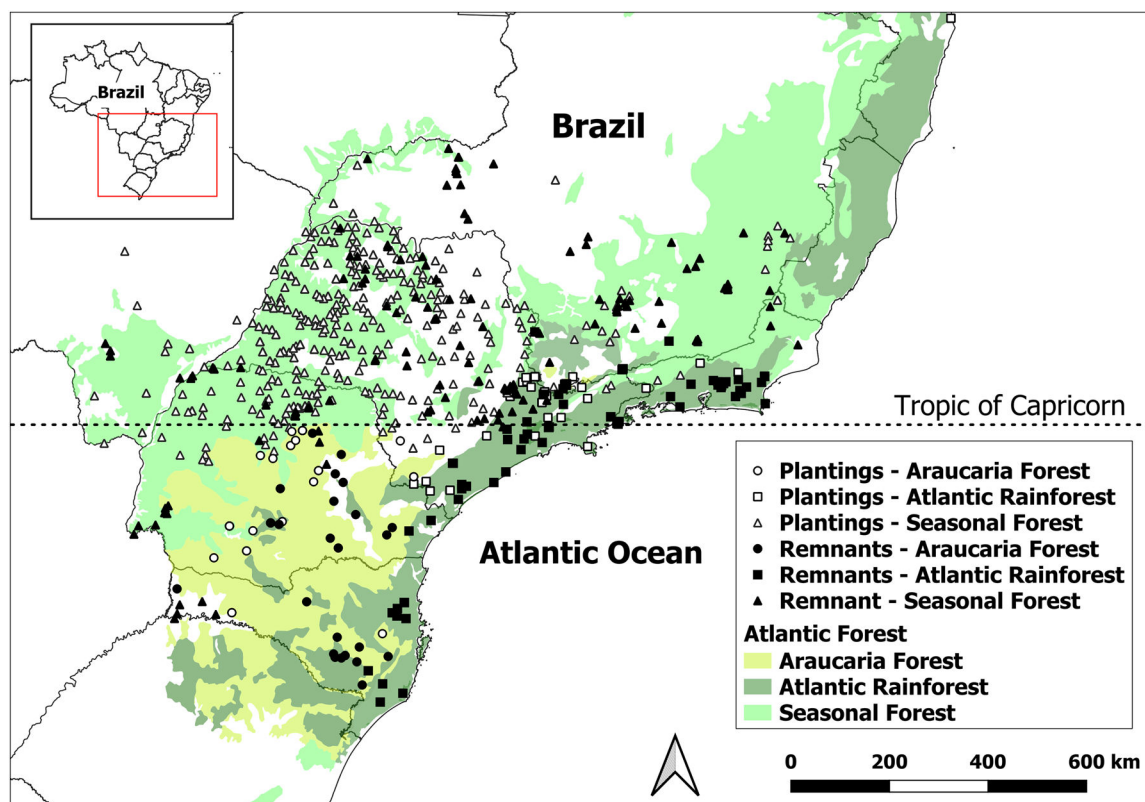 Brazil
Brazil
Tropic of Capricorn
Atlantic Ocean
Plantings - Araucaria Forest
Plantings - Atlantic Rainforest
Plantings - Seasonal Forest
Remnants - Araucaria Forest
Remnants - Atlantic Rainforest
Remnant - Seasonal Forest
Atlantic Forest
Araucaria Forest
Atlantic Rainforest
Seasonal Forest
0 200 400 600 km